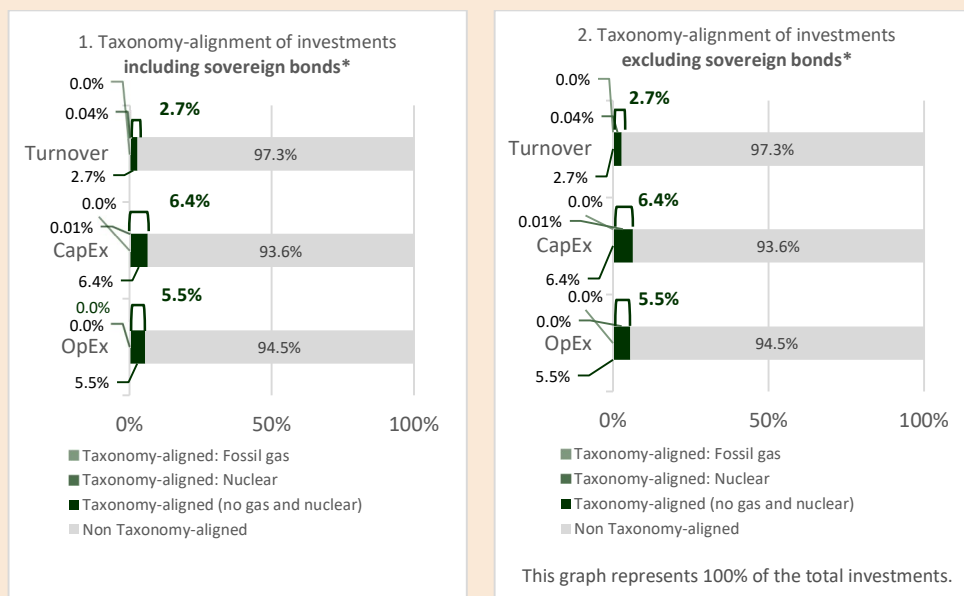 1. Taxonomy-alignment of investments
including sovereign bonds*
0.0%
2.7%
0.04%
Turnover
97.3%
2.7%
0.0%
6.4%
0.01%
CapEx
93.6%
6.4%
0.0%
5.5%
0.0%
OpEx
94.5%
5.5%
0%
50%
100%
Taxonomy-aligned: Fossil gas
Taxonomy-aligned: Nuclear
Taxonomy-aligned (no gas and nuclear)
Non Taxonomy-aligned
2. Taxonomy-alignment of investments
excluding sovereign bonds*
0.0%
2.7%
0.04%
Turnover
97.3%
2.7%
0.0%
6.4%
0.01%
CapEx
93.6%
6.4%
0.0%
5.5%
0.0%
OpEx
94.5%
5.5%
0%
50%
100%
Taxonomy-aligned: Fossil gas
Taxonomy-aligned: Nuclear
Taxonomy-aligned (no gas and nuclear)
Non Taxonomy-aligned
This graph represents 100% of the total investments.